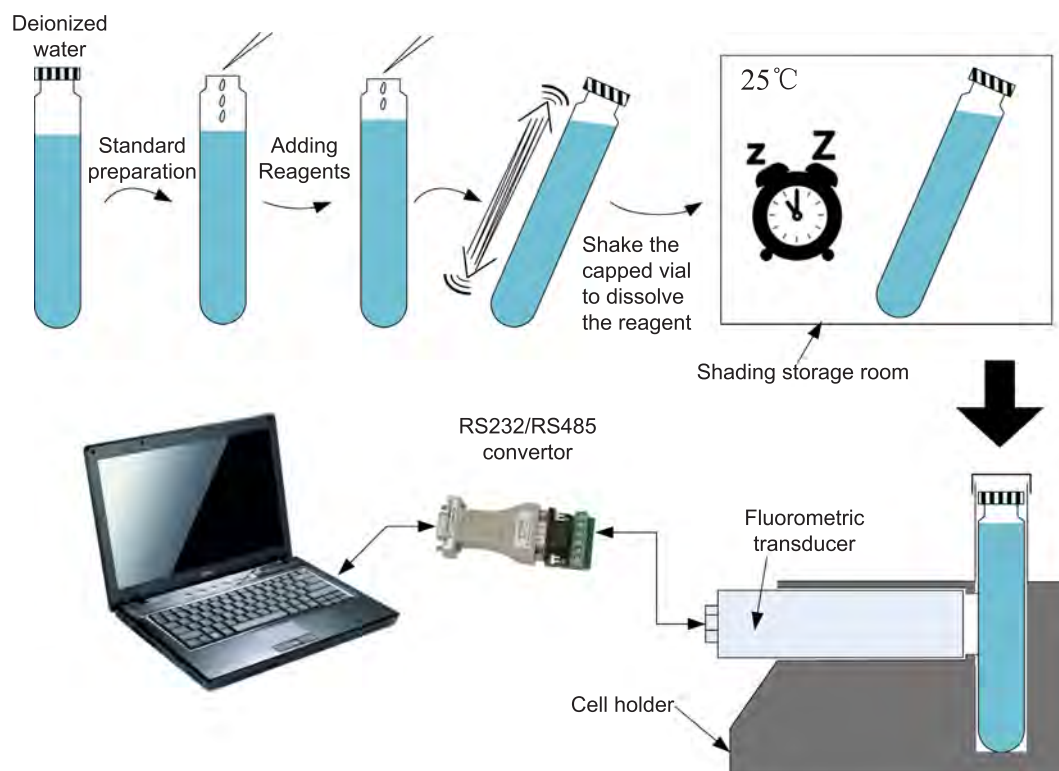 Deionized
water
Standard
preparation
Adding
Reagents
Shake the
capped vial
to dissolve
the reagent
25℃
z Z
Shading storage room
RS232/RS485
convertor
Fluorometric
transducer
Cell holder